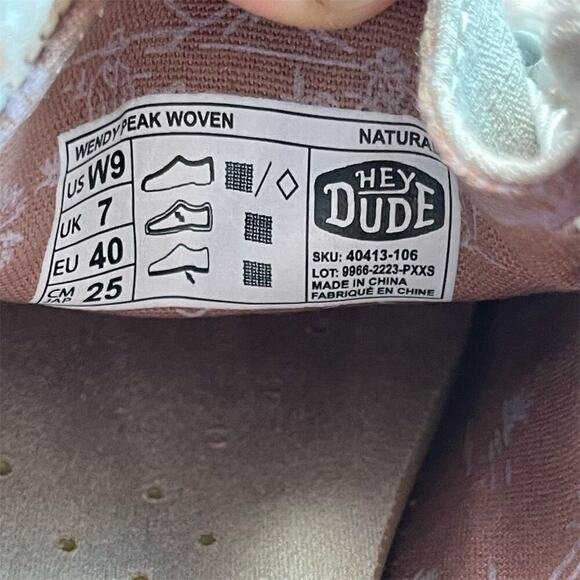 WENDY PEAK WOVEN NATURAL
US W9
UK 7
EU 40
CM JAP 25
HEY
DUDE
SKU: 40413-106
LOT: 9966-2223-PXXS
MADE IN CHINA
FABRIQUÉ EN CHINE